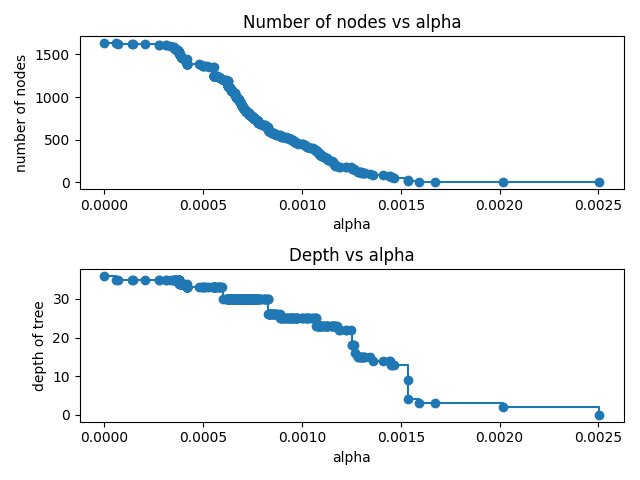 Number of nodes vs alpha
number of nodes
1500
1000
500
0
0.0000 0.0005 0.0010 0.0015 0.0020 0.0025
alpha
Depth vs alpha
depth of tree
30
20
10
0
0.0000 0.0005 0.0010 0.0015 0.0020 0.0025
alpha